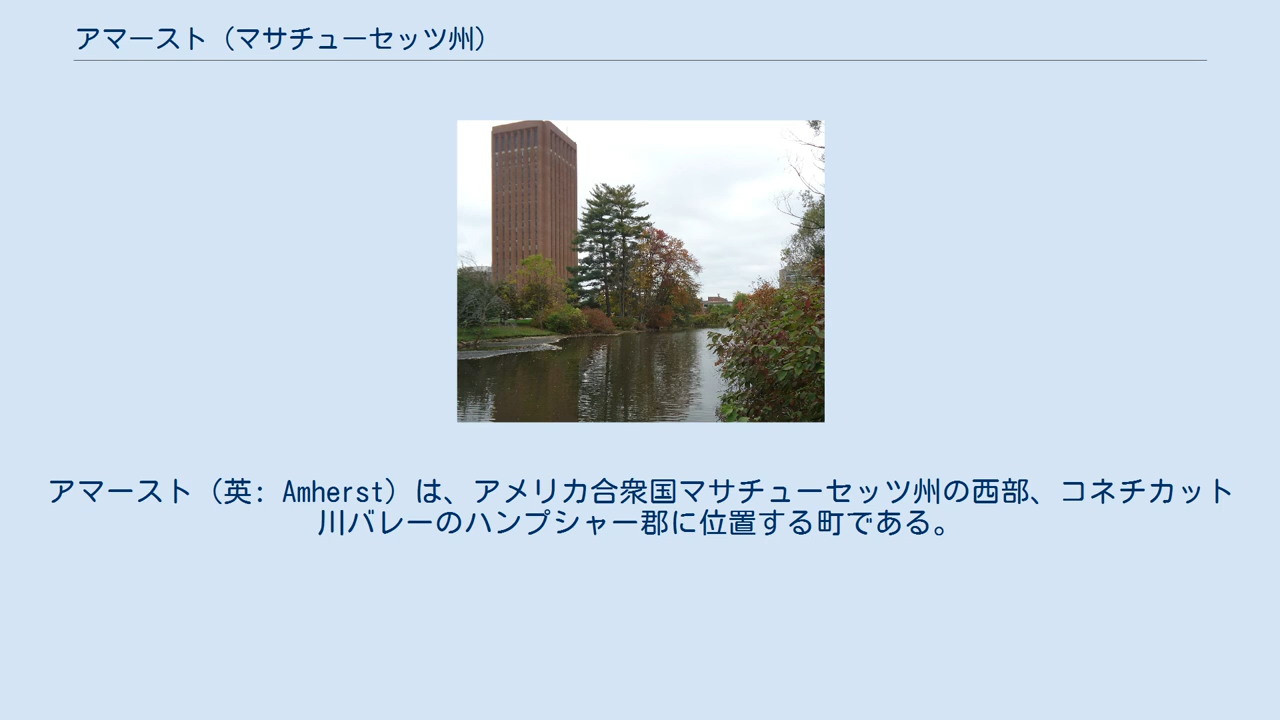 アマースト（マサチューセッツ州）
アマースト（英: Amherst）は、アメリカ合衆国マサチューセッツ州の西部、コネチカット
川バレーのハンプシャー郡に位置する町である。